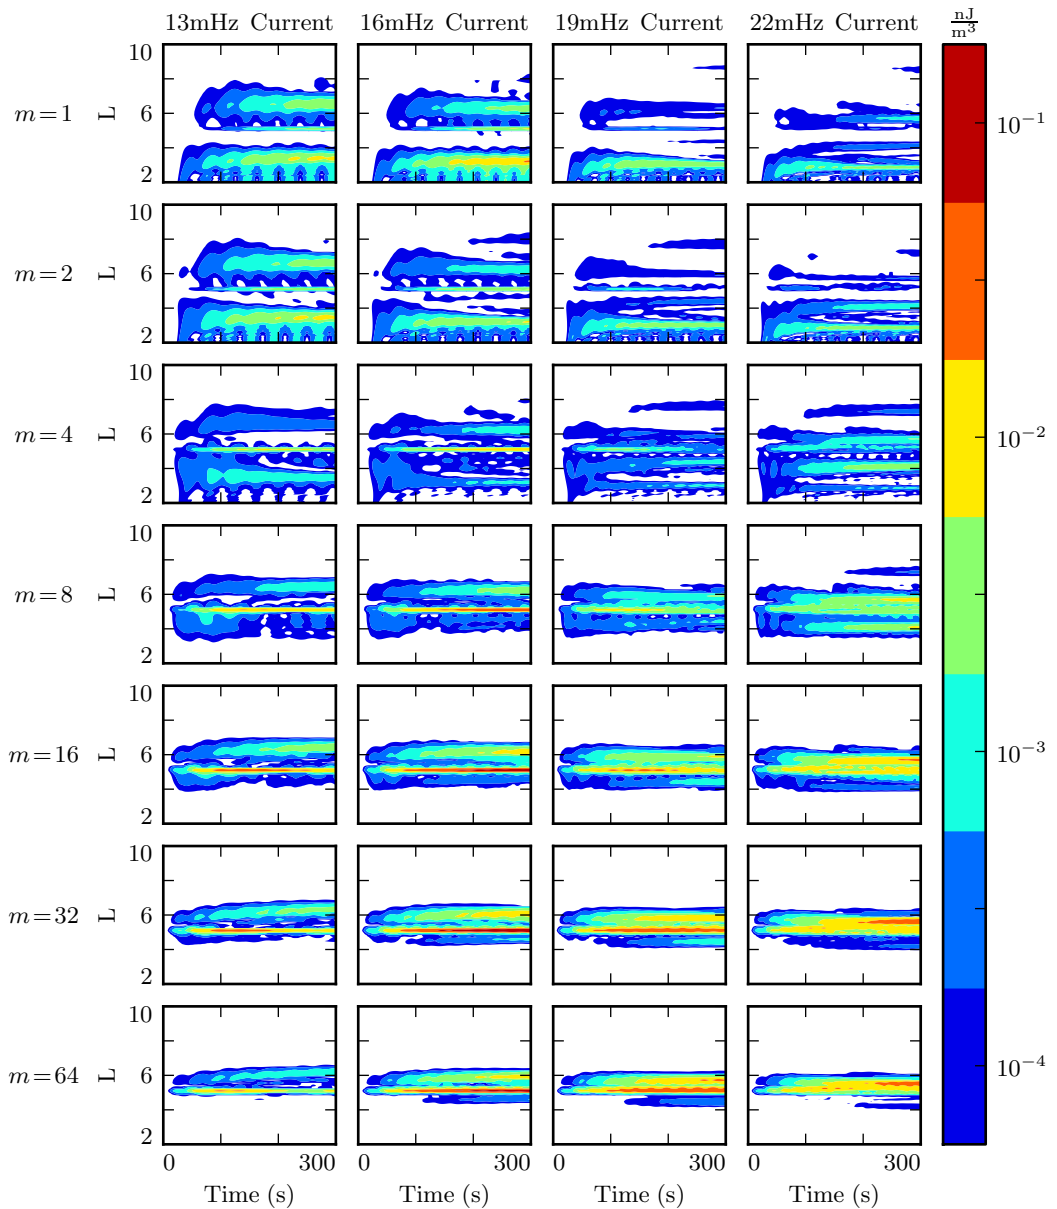 13mHz Current 16mHz Current 19mHz Current 22mHz Current nJ/m³
10
m=1 L 6
2
10
m=2 L 6
2
10
m=4 L 6
2
10
m=8 L 6
2
10
m=16 L 6
2
10
m=32 L 6
2
10
m=64 L 6
2
0 300 0 300 0 300 0 300
Time (s) Time (s) Time (s) Time (s)
10⁻¹
10⁻²
10⁻³
10⁻⁴